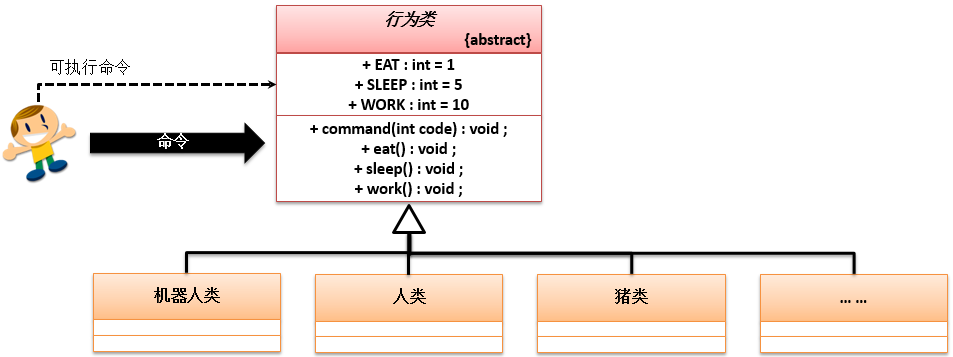 行为类
{abstract}
+ EAT : int = 1
+ SLEEP : int = 5
+ WORK : int = 10
+ command(int code) : void ;
+ eat() : void ;
+ sleep() : void ;
+ work() : void ;
可执行命令
命令
机器人类
人类
猪类
... ...